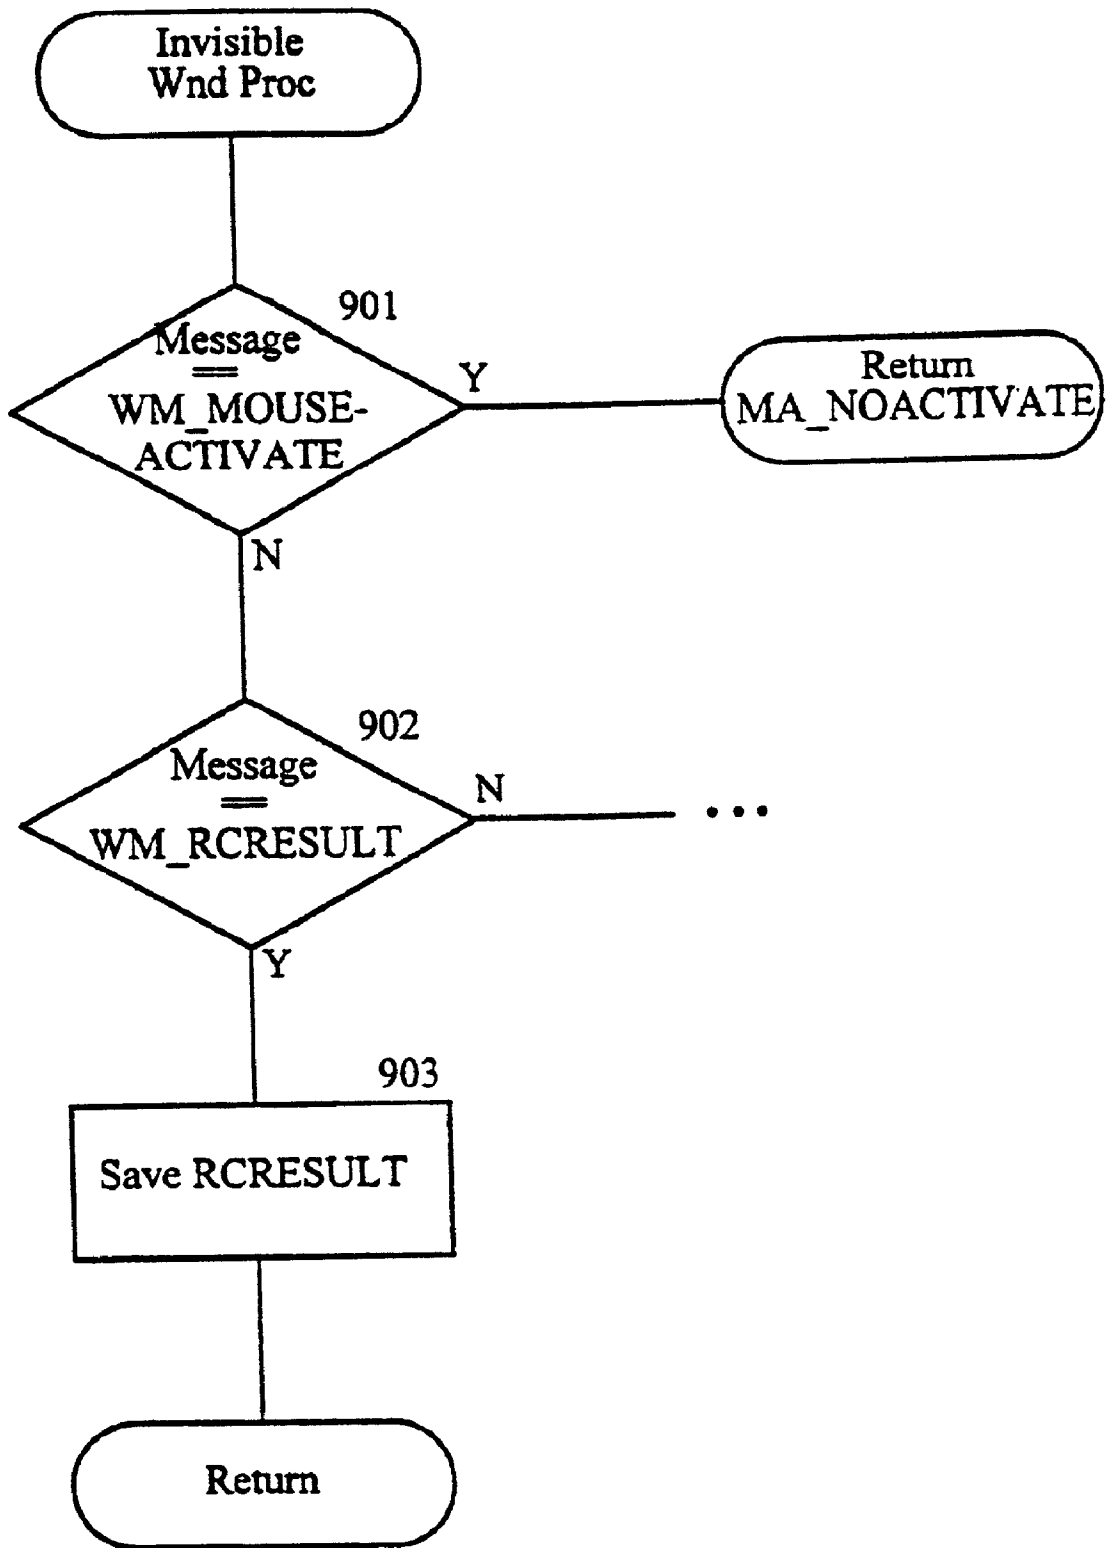 Invisible
Wnd Proc
901
Message
==
WM_MOUSE-
ACTIVATE
Y
Return
MA_NOACTIVATE
N
902
Message
==
WM_RCRESULT
N
...
Y
903
Save RCRESULT
Return